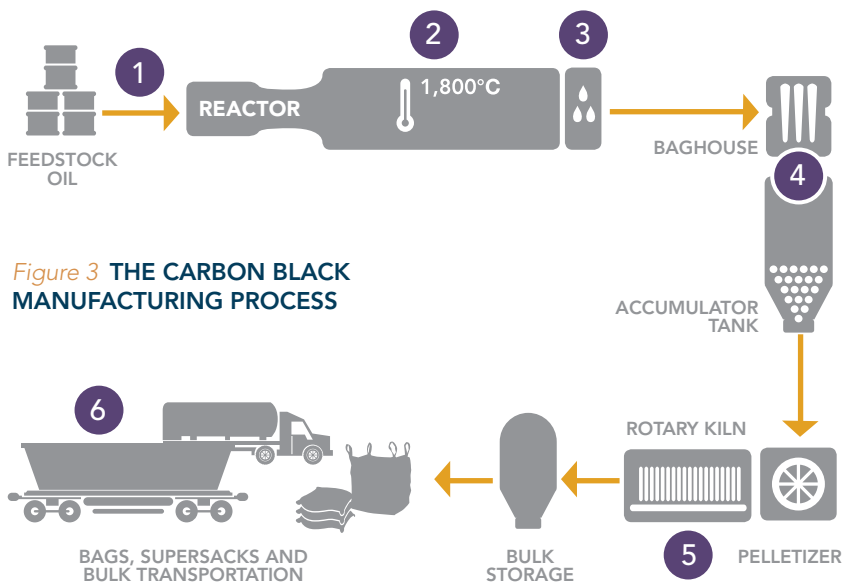 1
2
3
REACTOR
1,800°C
FEEDSTOCK
OIL
BAGHOUSE
4
Figure 3 THE CARBON BLACK
MANUFACTURING PROCESS
ACCUMULATOR
TANK
6
ROTARY KILN
5
PELLETIZER
BULK
STORAGE
BAGS, SUPERSACKS AND
BULK TRANSPORTATION